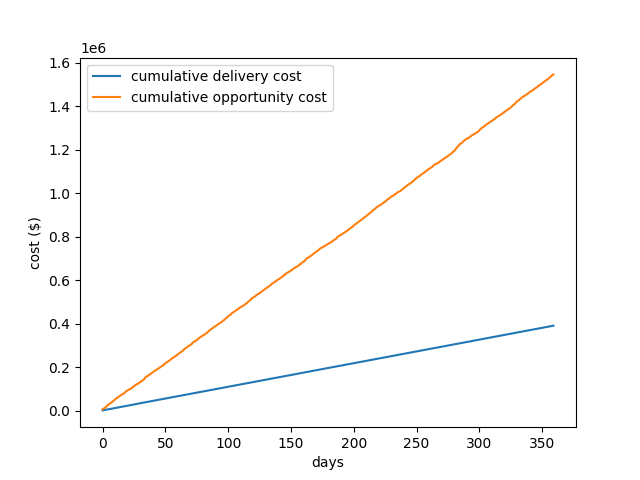 1e6
cumulative delivery cost
cumulative opportunity cost
1.6
1.4
1.2
1.0
0.8
0.6
0.4
0.2
0.0
cost ($)
0 50 100 150 200 250 300 350
days